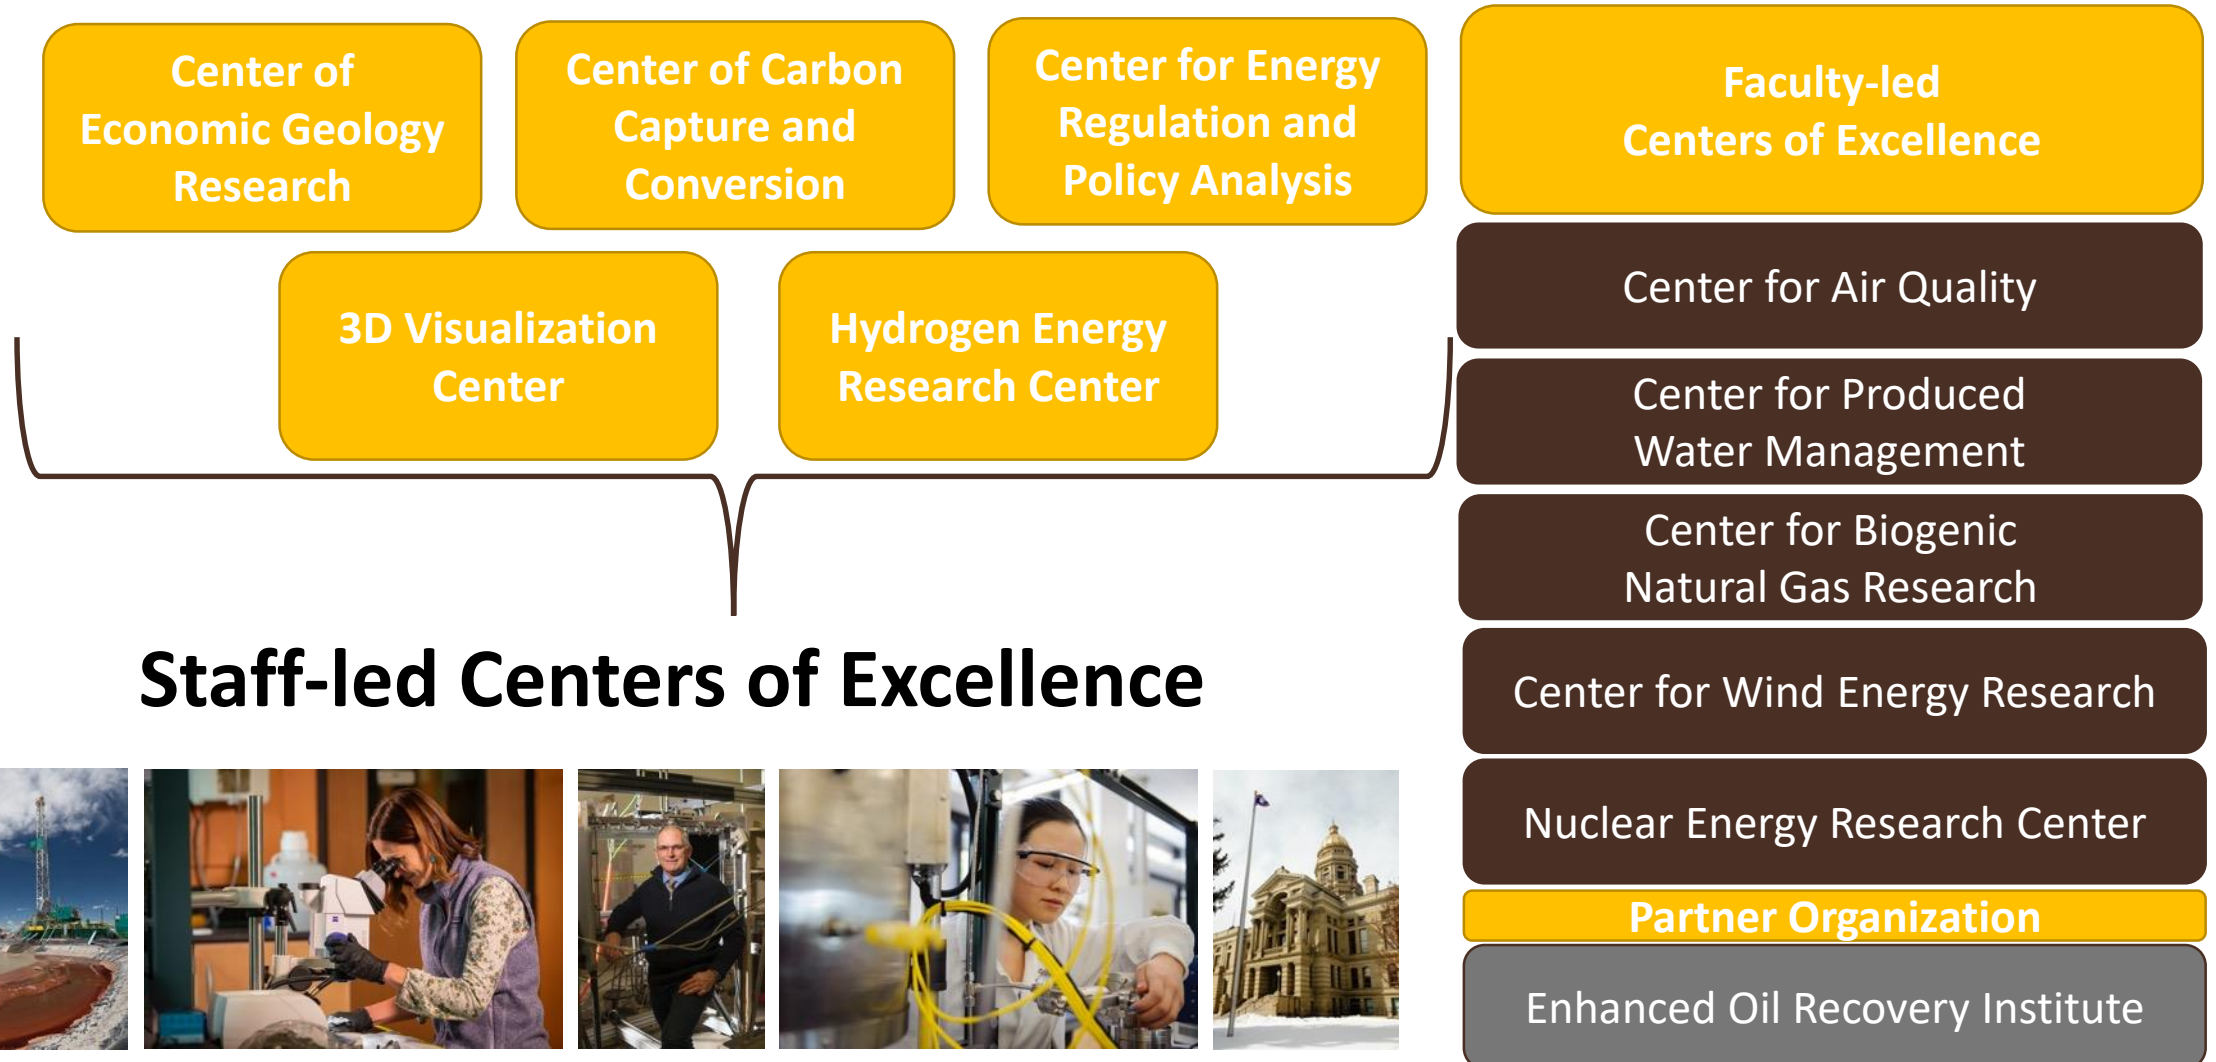 Center of
Economic Geology
Research
Center of Carbon
Capture and
Conversion
Center for Energy
Regulation and
Policy Analysis
3D Visualization
Center
Hydrogen Energy
Research Center
Staff-led Centers of Excellence
Faculty-led
Centers of Excellence
Center for Air Quality
Center for Produced
Water Management
Center for Biogenic
Natural Gas Research
Center for Wind Energy Research
Nuclear Energy Research Center
Partner Organization
Enhanced Oil Recovery Institute